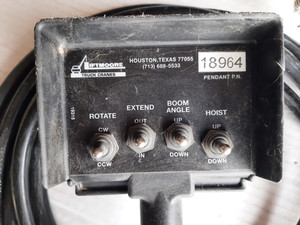 LIFTMOORE
TRUCK CRANES
HOUSTON, TEXAS 77055
(713) 688-5533
18964
PENDANT P.N.
ROTATE
EXTEND
BOOM
ANGLE
HOIST
CW
OUT
UP
UP
CCW
IN
DOWN
DOWN